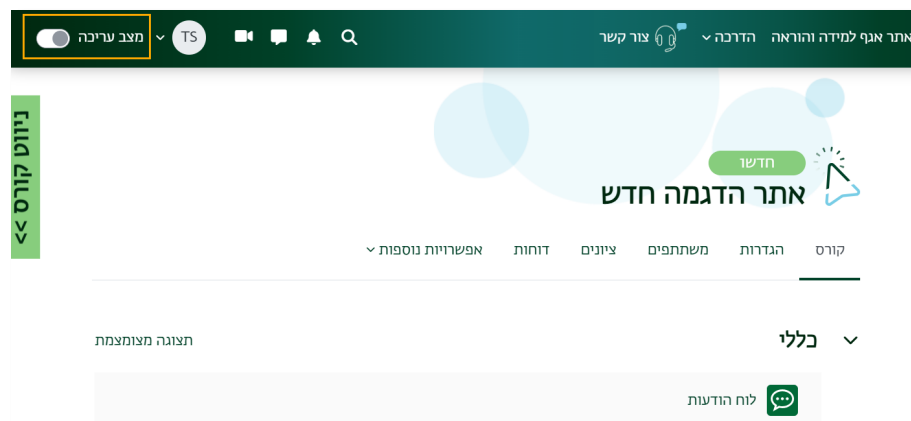 אתר אגף למידה והוראה הדרכה צור קשר TS מצב עריכה
ניווט קורס >>
חדשו
אתר הדגמה חדש
קורס הגדרות משתתפים ציונים דוחות אפשרויות נוספות
כללי תצוגה מצומצמת
לוח הודעות